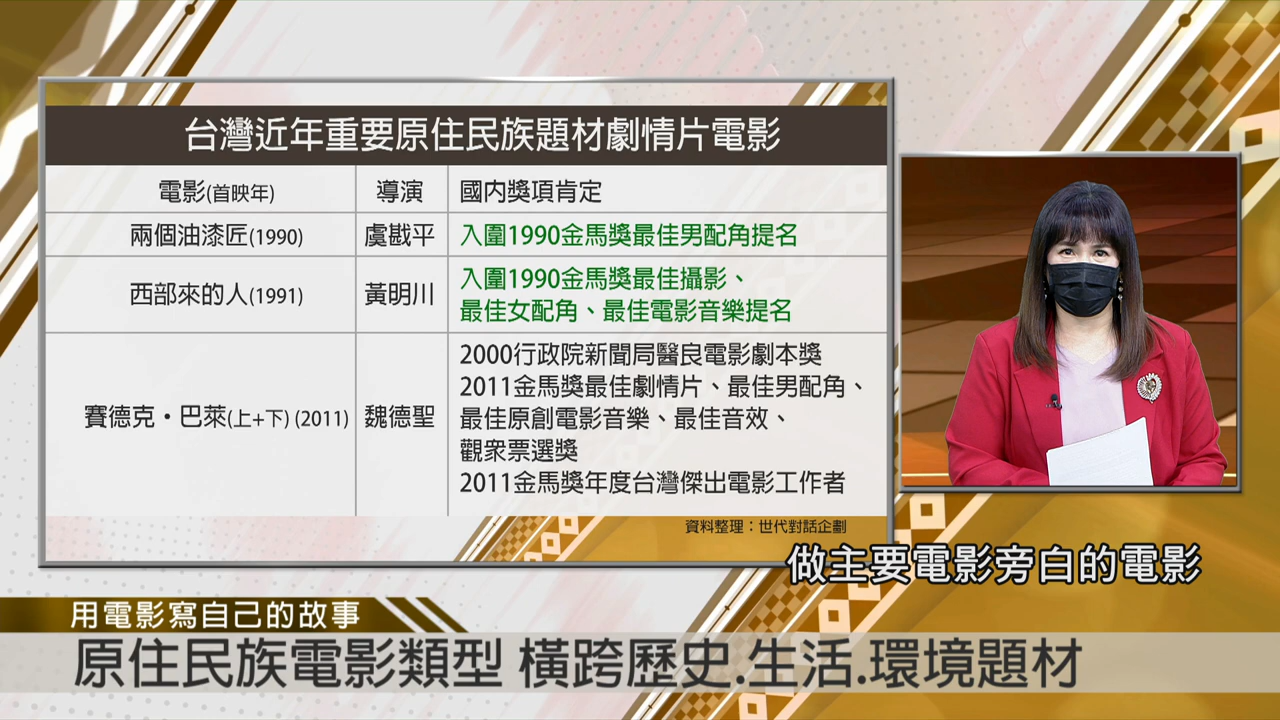 台灣近年重要原住民族題材劇情片電影
電影(首映年) 導演 國內獎項肯定
兩個油漆匠(1990) 虞戡平 入圍1990金馬獎最佳男配角提名
西部來的人(1991) 黃明川 入圍1990金馬獎最佳攝影、
最佳女配角、最佳電影音樂提名
賽德克・巴萊(上+下) (2011) 魏德聖 2000行政院新聞局醫良電影劇本獎
2011金馬獎最佳劇情片、最佳男配角、
最佳原創電影音樂、最佳音效、
觀眾票選獎
2011金馬獎年度台灣傑出電影工作者
資料整理：世代對話企劃
做主要電影旁白的電影
用電影寫自己的故事
原住民族電影類型 橫跨歷史.生活.環境題材